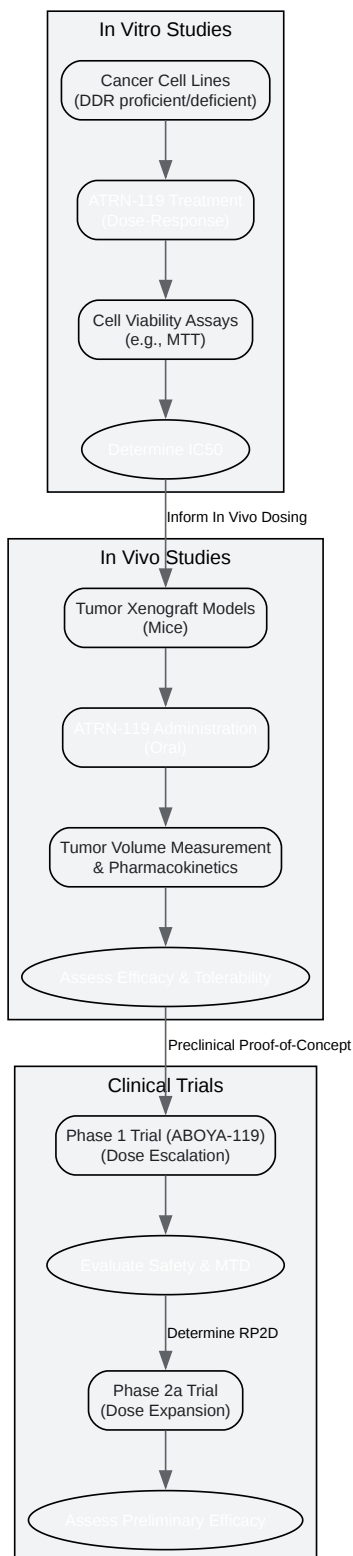 In Vitro Studies
Cancer Cell Lines
(DDR proficient/deficient)
ATRN-119 Treatment
(Dose-Response)
Cell Viability Assays
(e.g., MTT)
Determine IC50
Inform In Vivo Dosing
In Vivo Studies
Tumor Xenograft Models
(Mice)
ATRN-119 Administration
(Oral)
Tumor Volume Measurement
& Pharmacokinetics
Assess Efficacy & Tolerability
Preclinical Proof-of-Concept
Clinical Trials
Phase 1 Trial (ABOYA-119)
(Dose Escalation)
Evaluate Safety & MTD
Determine RP2D
Phase 2a Trial
(Dose Expansion)
Assess Preliminary Efficacy